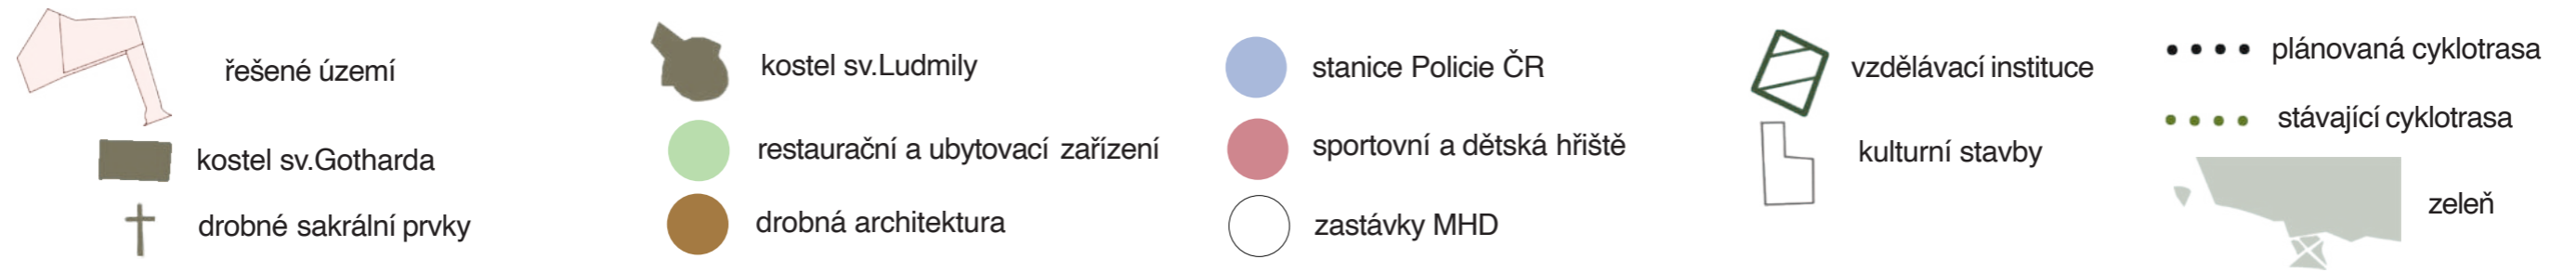 řešené území
kostel sv.Gotharda
drobné sakrální prvky
kostel sv.Ludmily
restaurační a ubytovací zařízení
drobná architektura
stanice Policie ČR
sportovní a dětská hřiště
zastávky MHD
vzdělávací instituce
kulturní stavby
plánovaná cyklotrasa
stávající cyklotrasa
zeleň